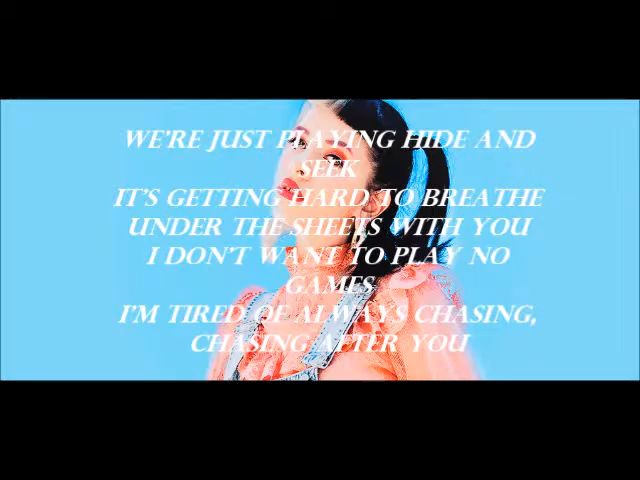 WE'RE JUST PLAYING HIDE AND
SEEK
IT'S GETTING HARD TO BREATHE
UNDER THE SHEETS WITH YOU
I DON'T WANT TO PLAY NO
GAMES
I'M TIRED OF ALWAYS CHASING,
CHASING AFTER YOU